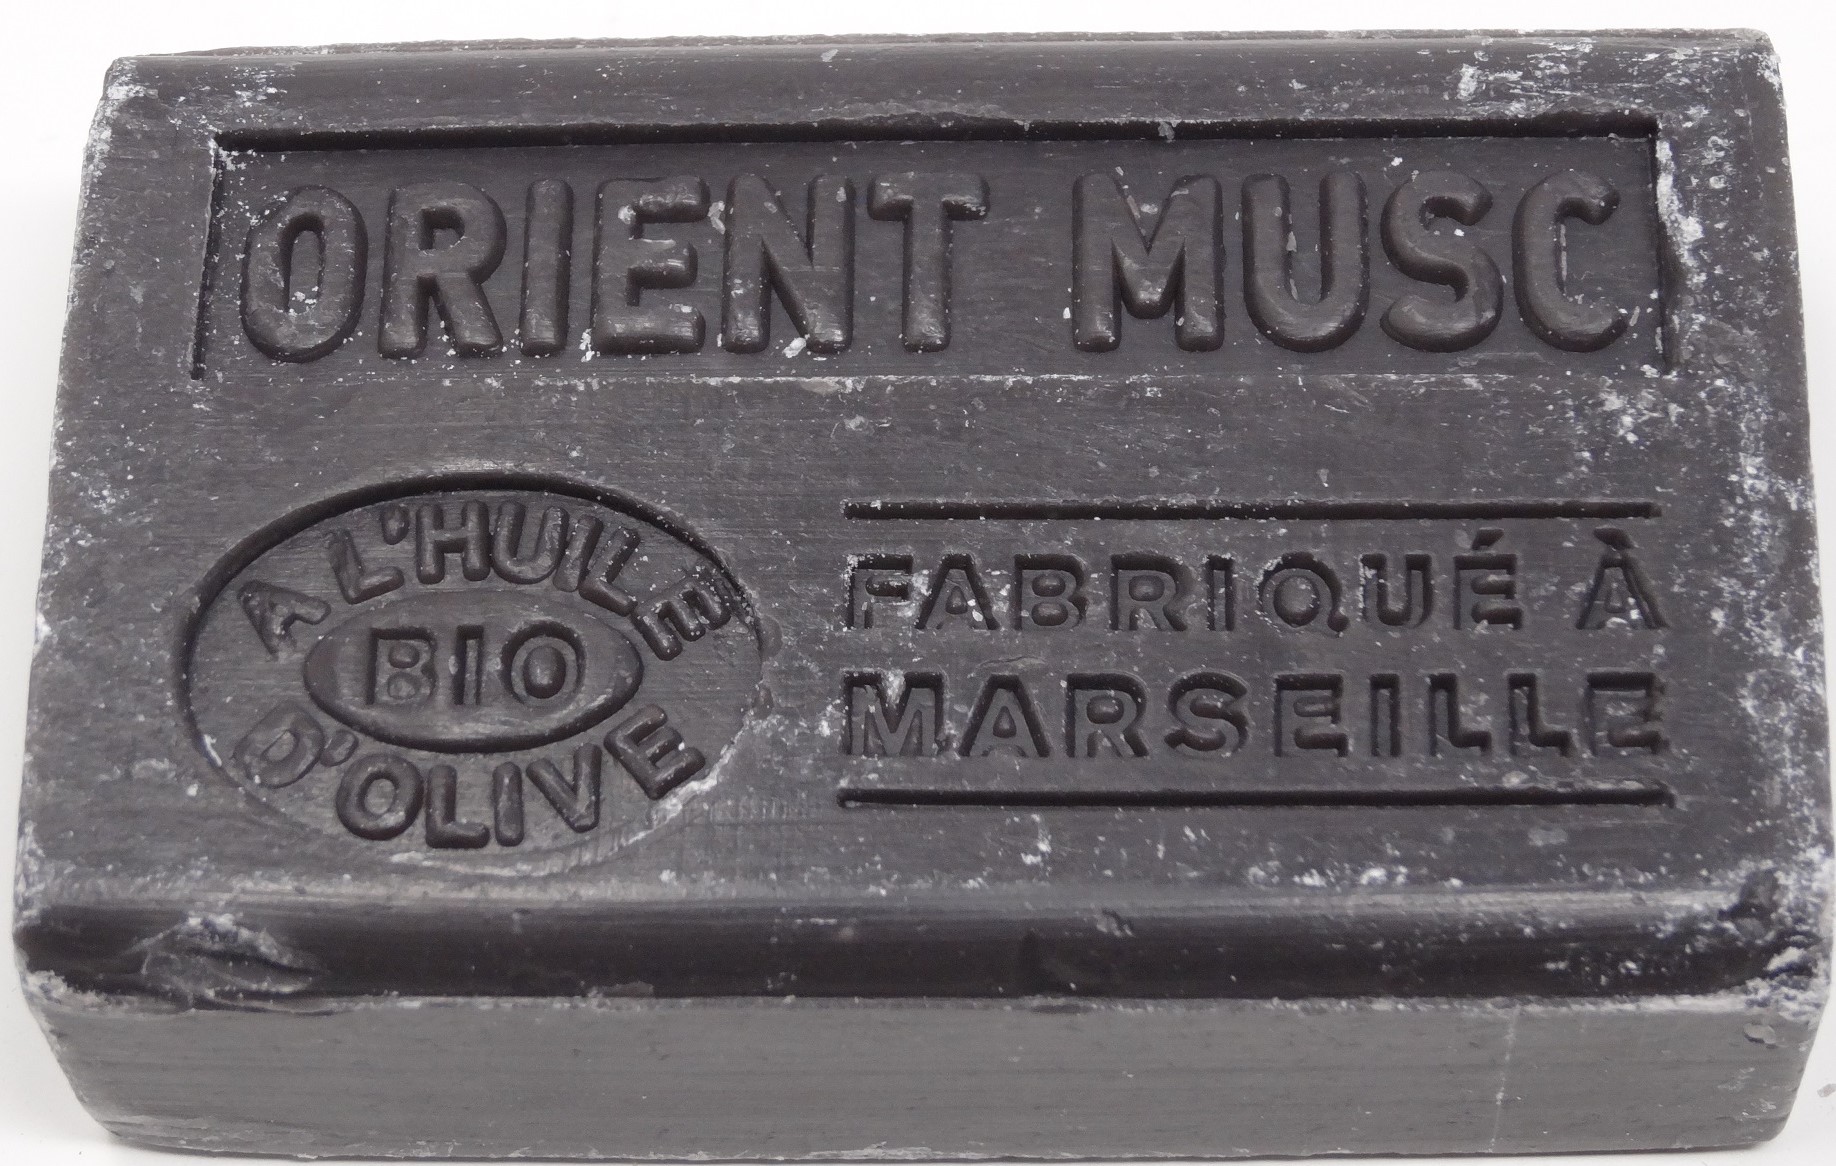 ORIENT MUSC
A L'HUILE
BIO
D'OLIVE
FABRIQUÉ À
MARSEILLE